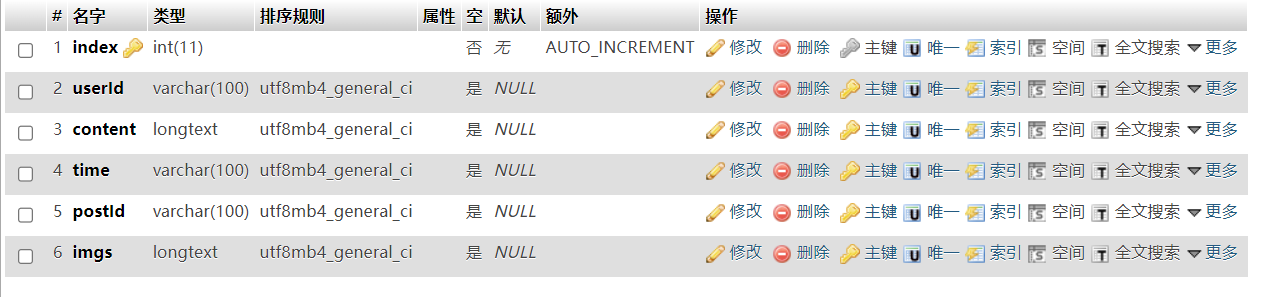 # 名字 类型 排序规则 属性 空 默认 额外 操作
1 index int(11) 否 无 AUTO_INCREMENT 修改 删除 主键 U 唯一 索引 S 空间 T 全文搜索 更多
2 userId varchar(100) utf8mb4_general_ci 是 NULL 修改 删除 主键 U 唯一 索引 S 空间 T 全文搜索 更多
3 content longtext utf8mb4_general_ci 是 NULL 修改 删除 主键 U 唯一 索引 S 空间 T 全文搜索 更多
4 time varchar(100) utf8mb4_general_ci 是 NULL 修改 删除 主键 U 唯一 索引 S 空间 T 全文搜索 更多
5 postId varchar(100) utf8mb4_general_ci 是 NULL 修改 删除 主键 U 唯一 索引 S 空间 T 全文搜索 更多
6 imgs longtext utf8mb4_general_ci 是 NULL 修改 删除 主键 U 唯一 索引 S 空间 T 全文搜索 更多